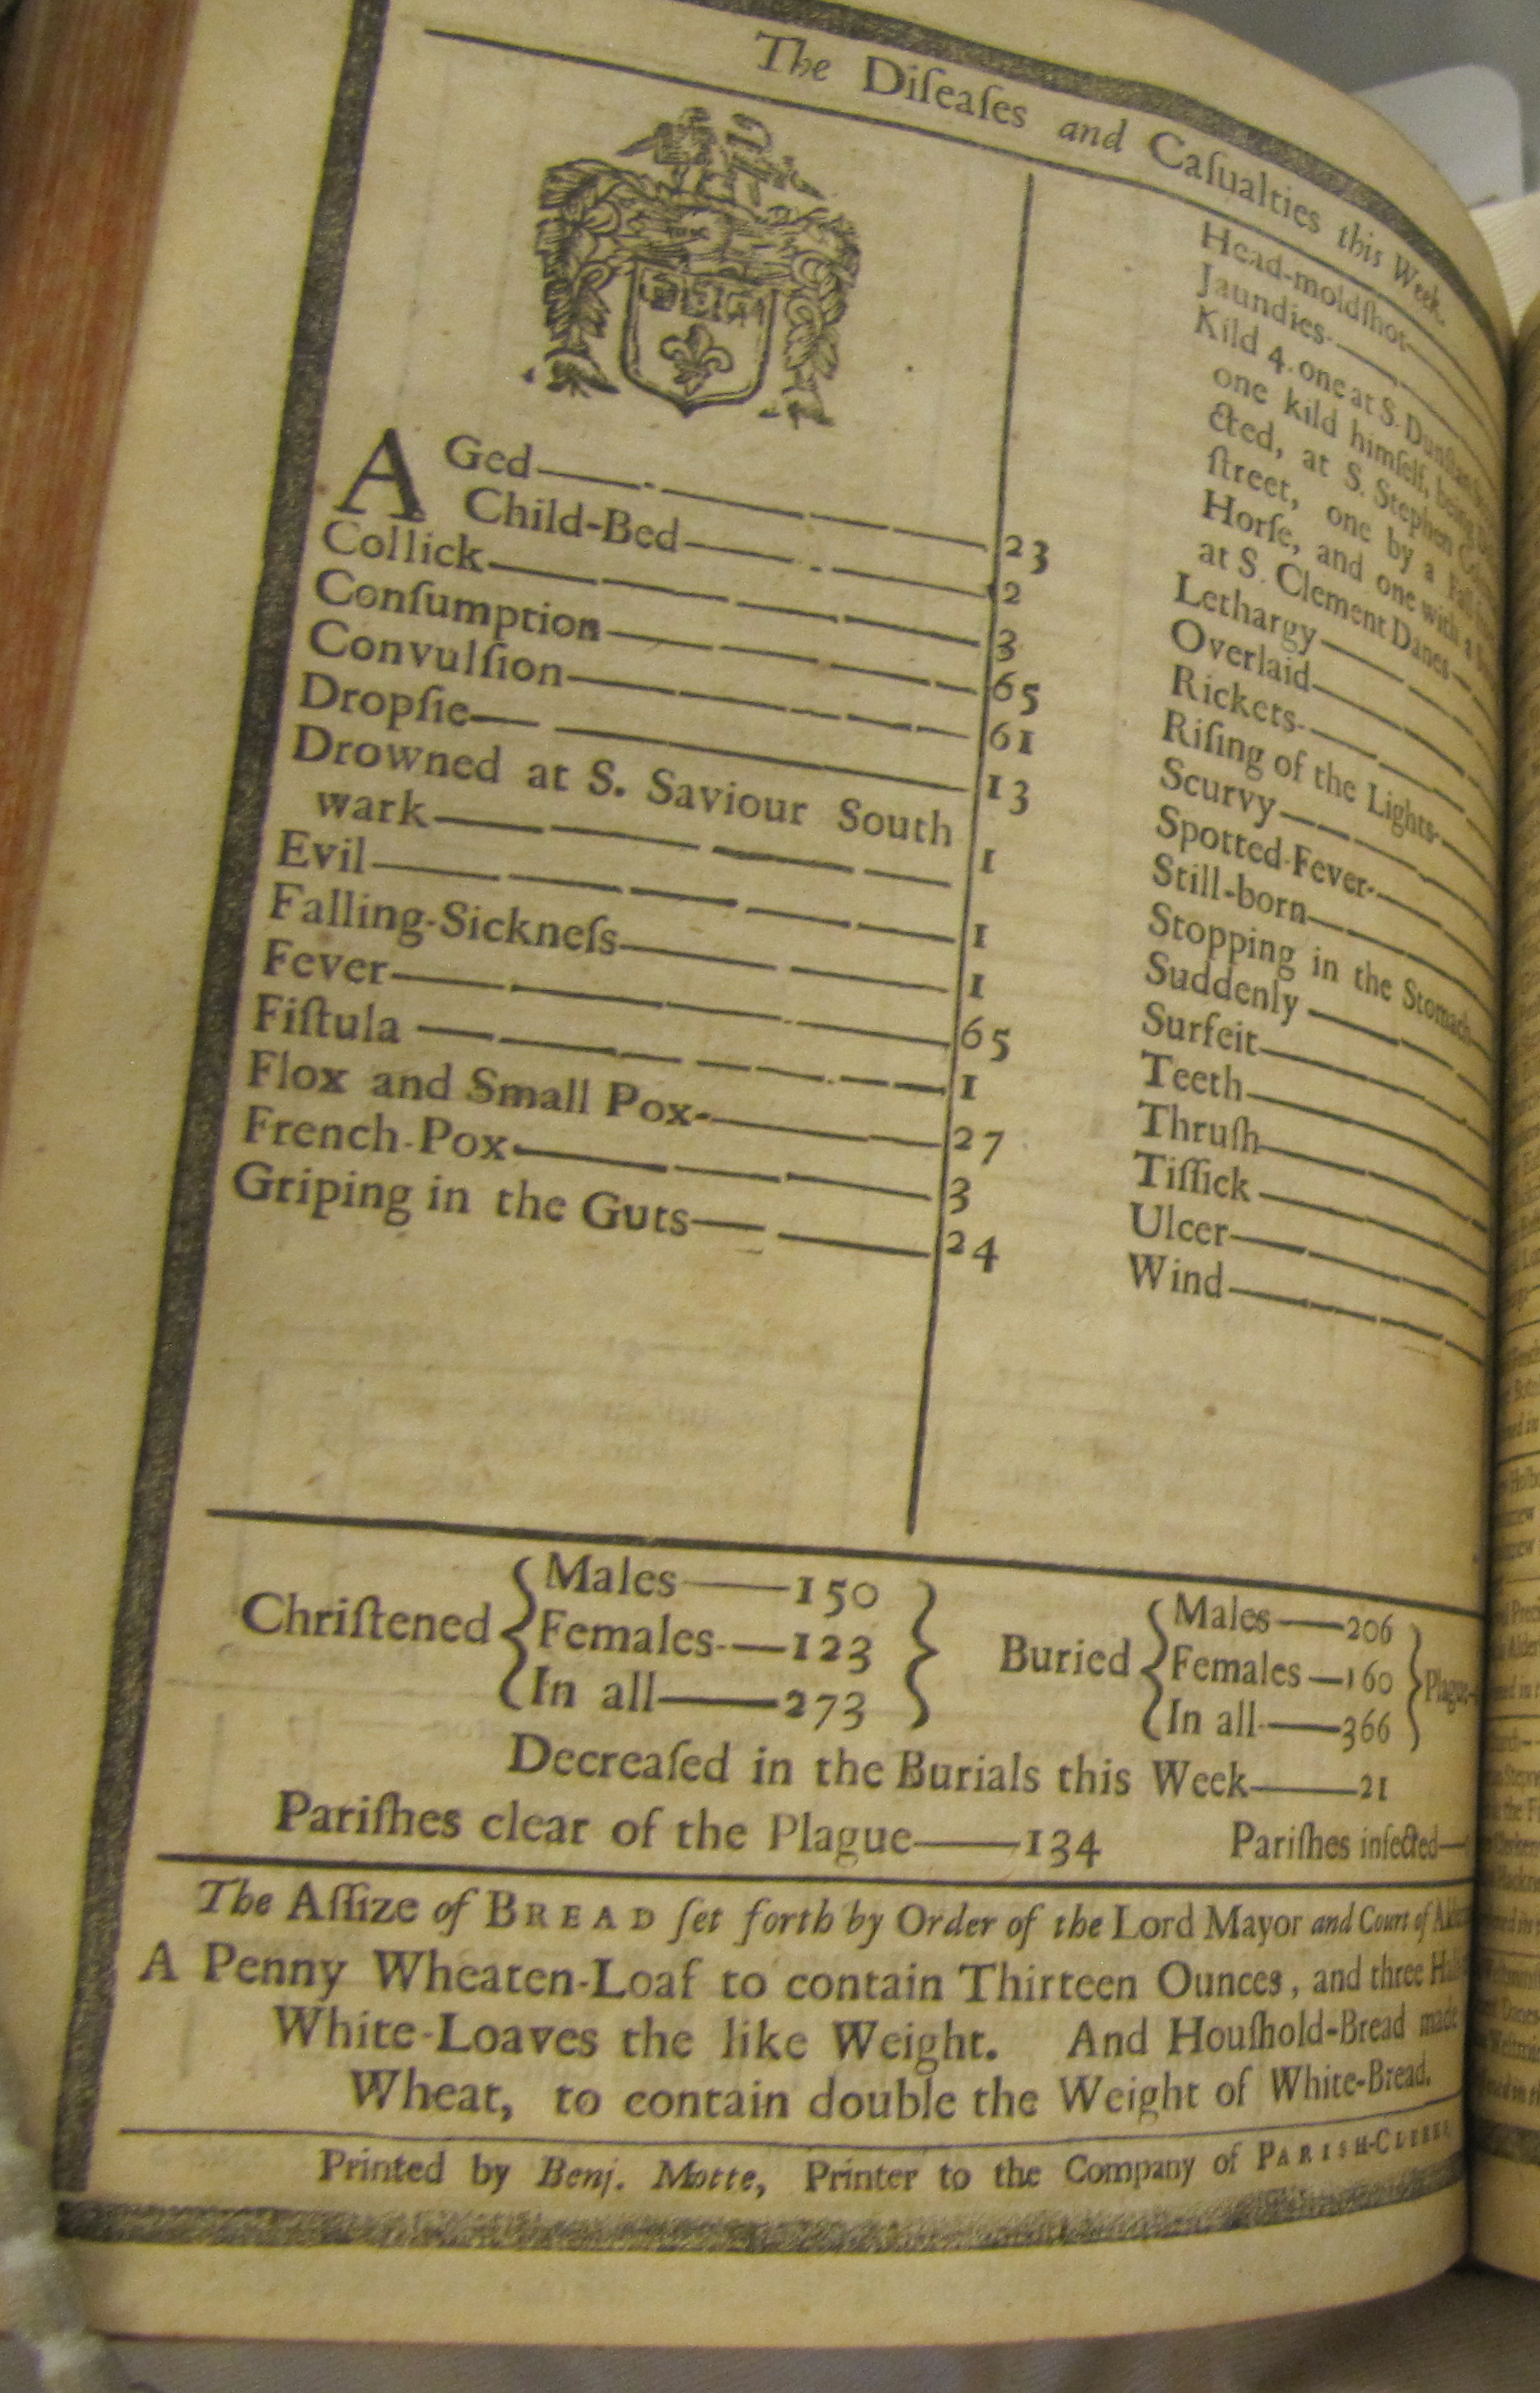 The Diſeaſes and Caſualties this Week.
AGed 23
Child-Bed 2
Collick 3
Conſumption 65
Convulſion 61
Dropſie 13
Drowned at S. Saviour South
wark 1
Evil 1
Falling-Sickneſs 1
Fever 65
Fiſtula 1
Flox and Small Pox 27
French-Pox 3
Griping in the Guts 24
Head-moldſhot
Jaundies
Kild 4. one at S. Dunſtan
one kild himſelf, being
cted, at S. Stephen
ſtreet, one by a Fall
Horſe, and one with a
at S. Clement Danes
Lethargy
Overlaid
Rickets
Riſing of the Lights
Scurvy
Spotted-Fever
Still-born
Stopping in the Stomach
Suddenly
Surfeit
Teeth
Thruſh
Tiſſick
Ulcer
Wind
Chriſtened
Males 150
Females 123
In all 273
Buried
Males 206
Females 160
In all 366
Plague
Decreaſed in the Burials this Week 21
Pariſhes clear of the Plague 134 Pariſhes infected
The Aſſize of BREAD ſet forth by Order of the Lord Mayor and Court of
A Penny Wheaten-Loaf to contain Thirteen Ounces, and three
White-Loaves the like Weight. And Houſhold-Bread made
Wheat, to contain double the Weight of White-Bread.
Printed by Benj. Motte, Printer to the Company of PARISH-CLERKS